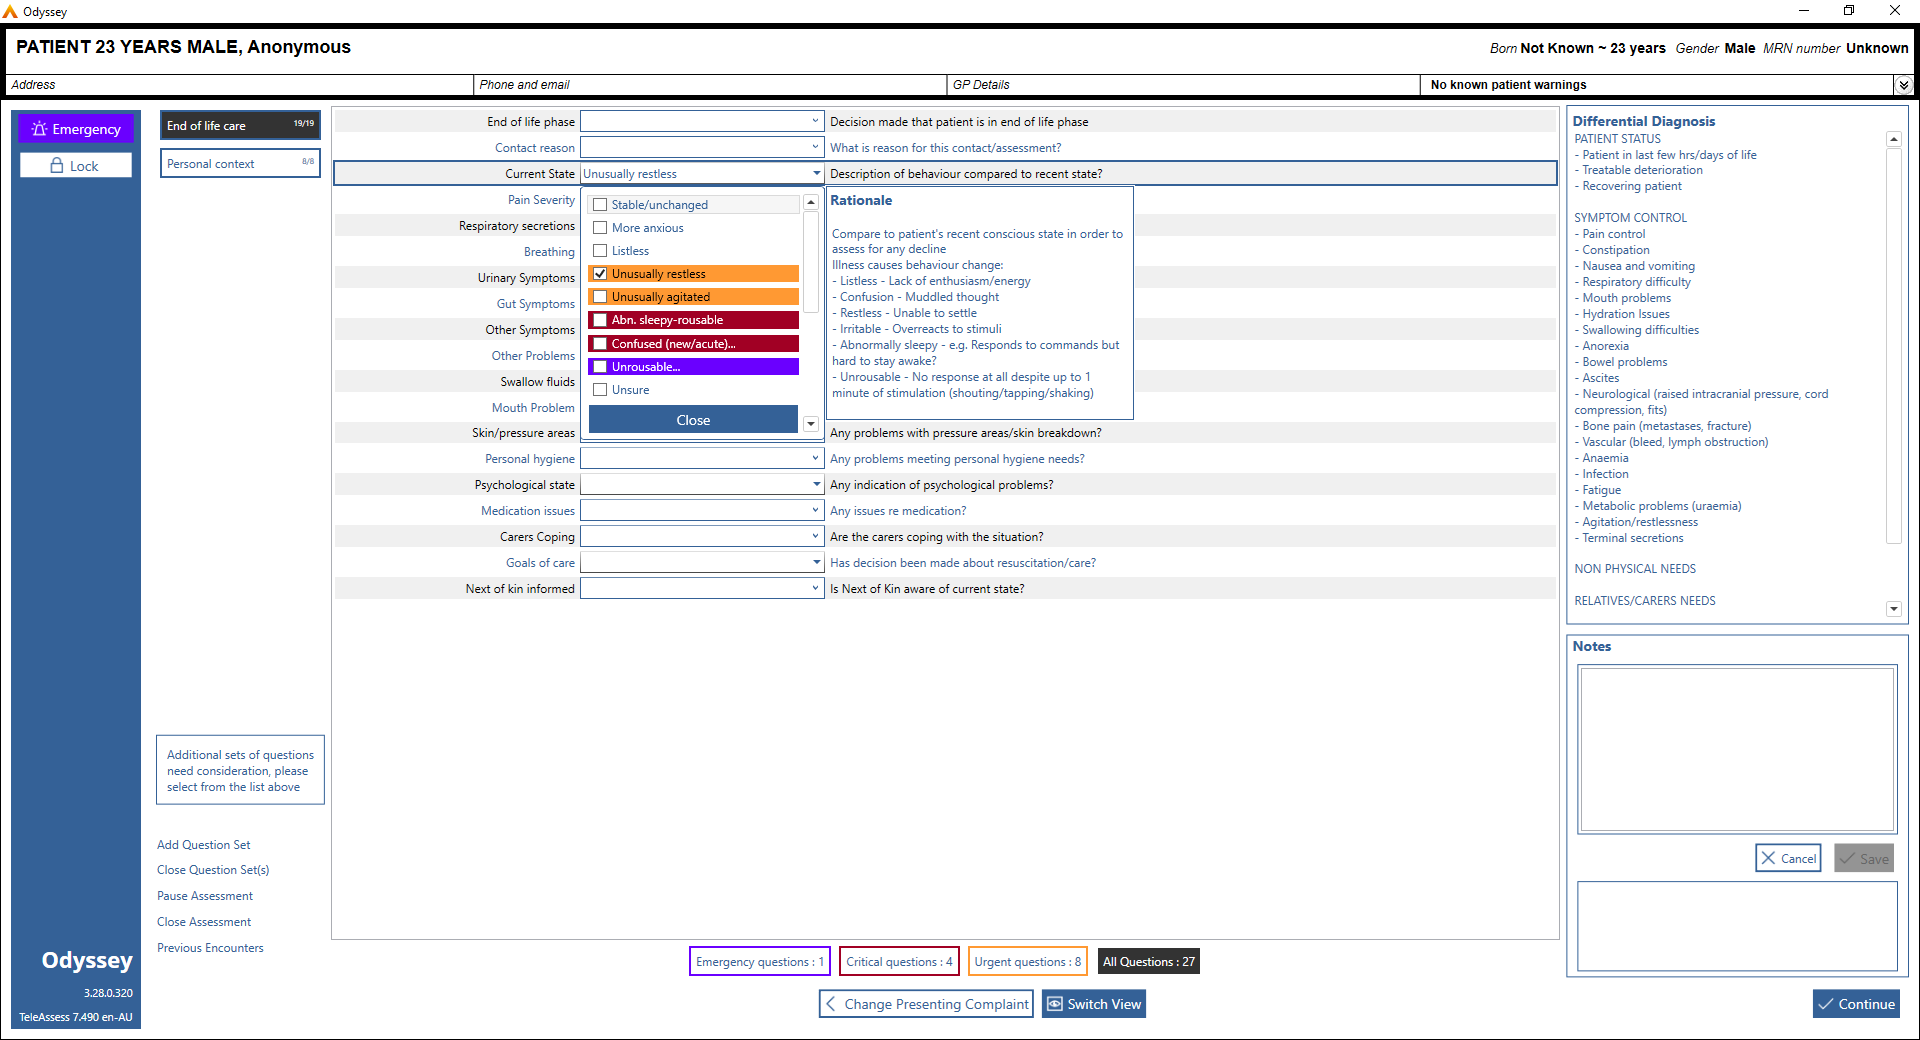 Odyssey
PATIENT 23 YEARS MALE, Anonymous
Born Not Known ~ 23 years Gender Male MRN number Unknown
Address
Phone and email
GP Details
No known patient warnings
Emergency
Lock
End of life care 19/19
Personal context 8/8
End of life phase
Decision made that patient is in end of life phase
Contact reason
What is reason for this contact/assessment?
Current State
Unusually restless
Description of behaviour compared to recent state?
Pain Severity
Respiratory secretions
Breathing
Urinary Symptoms
Gut Symptoms
Other Symptoms
Other Problems
Swallow fluids
Mouth Problem
Stable/unchanged
More anxious
Listless
Unusually restless
Unusually agitated
Abn. sleepy-rousable
Confused (new/acute)...
Unrousable...
Unsure
Close
Rationale
Compare to patient's recent conscious state in order to
assess for any decline
Illness causes behaviour change:
- Listless - Lack of enthusiasm/energy
- Confusion - Muddled thought
- Restless - Unable to settle
- Irritable - Overreacts to stimuli
- Abnormally sleepy - e.g. Responds to commands but
hard to stay awake?
- Unrousable - No response at all despite up to 1
minute of stimulation (shouting/tapping/shaking)
Skin/pressure areas
Any problems with pressure areas/skin breakdown?
Personal hygiene
Any problems meeting personal hygiene needs?
Psychological state
Any indication of psychological problems?
Medication issues
Any issues re medication?
Carers Coping
Are the carers coping with the situation?
Goals of care
Has decision been made about resuscitation/care?
Next of kin informed
Is Next of Kin aware of current state?
Differential Diagnosis
PATIENT STATUS
- Patient in last few hrs/days of life
- Treatable deterioration
- Recovering patient
SYMPTOM CONTROL
- Pain control
- Constipation
- Nausea and vomiting
- Respiratory difficulty
- Mouth problems
- Hydration Issues
- Swallowing difficulties
- Anorexia
- Bowel problems
- Ascites
- Neurological (raised intracranial pressure, cord
compression, fits)
- Bone pain (metastases, fracture)
- Vascular (bleed, lymph obstruction)
- Anaemia
- Infection
- Fatigue
- Metabolic problems (uraemia)
- Agitation/restlessness
- Terminal secretions
NON PHYSICAL NEEDS
RELATIVES/CARERS NEEDS
Notes
Cancel
Save
Additional sets of questions
need consideration, please
select from the list above
Add Question Set
Close Question Set(s)
Pause Assessment
Close Assessment
Previous Encounters
Odyssey
3.28.0.320
TeleAssess 7.490 en-AU
Emergency questions : 1
Critical questions : 4
Urgent questions : 8
All Questions : 27
Change Presenting Complaint
Switch View
Continue